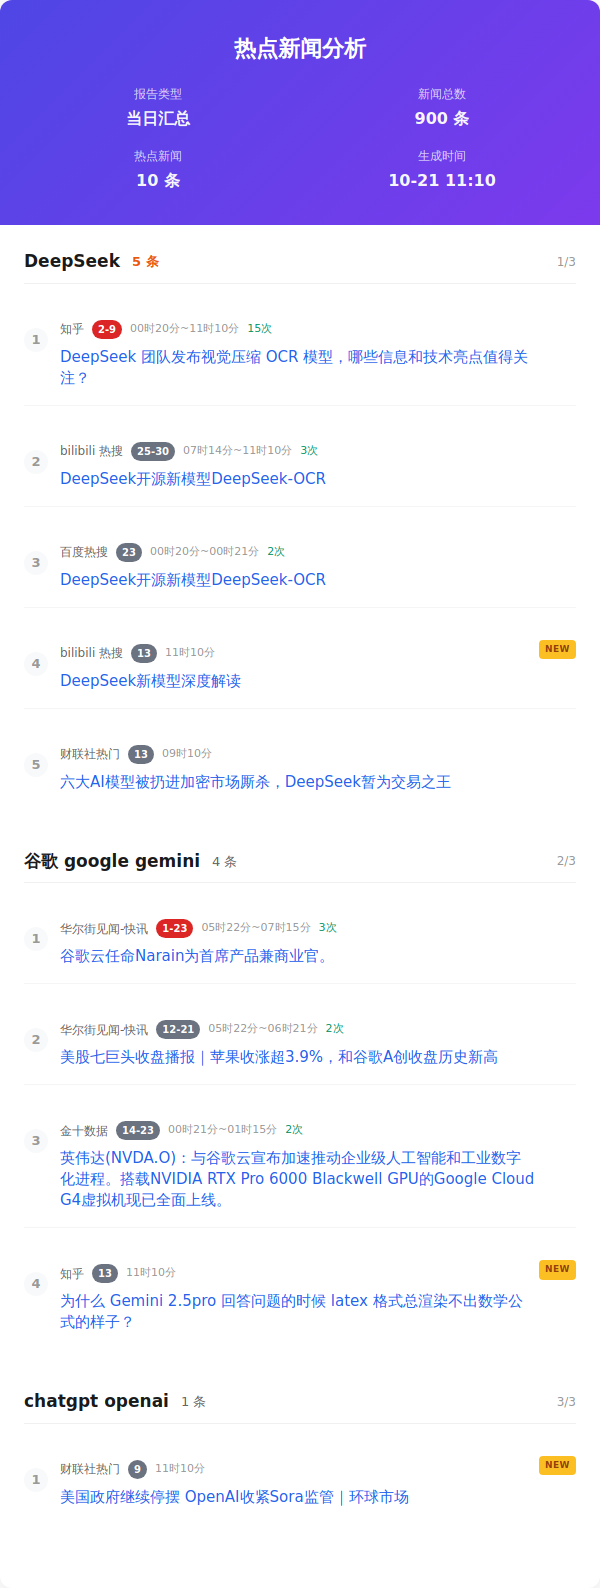 热点新闻分析
报告类型
当日汇总
新闻总数
900 条
热点新闻
10 条
生成时间
10-21 11:10
DeepSeek 5 条 1/3
1
知乎 2-9 00时20分~11时10分 15次
DeepSeek 团队发布视觉压缩 OCR 模型，哪些信息和技术亮点值得关
注？
2
bilibili 热搜 25-30 07时14分~11时10分 3次
DeepSeek开源新模型DeepSeek-OCR
3
百度热搜 23 00时20分~00时21分 2次
DeepSeek开源新模型DeepSeek-OCR
4
bilibili 热搜 13 11时10分 NEW
DeepSeek新模型深度解读
5
财联社热门 13 09时10分
六大AI模型被扔进加密市场厮杀，DeepSeek暂为交易之王
谷歌 google gemini 4 条 2/3
1
华尔街见闻-快讯 1-23 05时22分~07时15分 3次
谷歌云任命Narain为首席产品兼商业官。
2
华尔街见闻-快讯 12-21 05时22分~06时21分 2次
美股七巨头收盘播报｜苹果收涨超3.9%，和谷歌A创收盘历史新高
3
金十数据 14-23 00时21分~01时15分 2次
英伟达(NVDA.O)：与谷歌云宣布加速推动企业级人工智能和工业数字
化进程。搭载NVIDIA RTX Pro 6000 Blackwell GPU的Google Cloud
G4虚拟机现已全面上线。
4
知乎 13 11时10分 NEW
为什么 Gemini 2.5pro 回答问题的时候 latex 格式总渲染不出数学公
式的样子？
chatgpt openai 1 条 3/3
1
财联社热门 9 11时10分 NEW
美国政府继续停摆 OpenAI收紧Sora监管｜环球市场